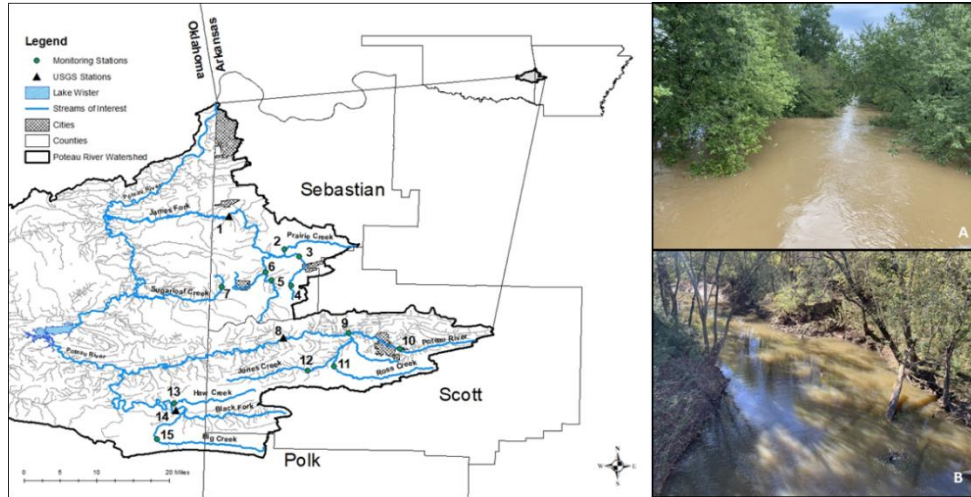 Legend
Monitoring Stations
USGS Stations
Lake Wister
Streams of Interest
Cities
Counties
Poteau River Watershed
Oklahoma
Arkansas
Sebastian
Scott
Polk
Poteau River
James Fork
1
Prairie Creek
2
3
6
5
4
7
Sugarloaf Creek
Poteau River
8
9
10
Poteau River
Jones Creek
12
11
Ross Creek
13
Haw Creek
14
Black Fork
15
Big Creek
0 5 10 20 Miles
N
W E
S
A
B